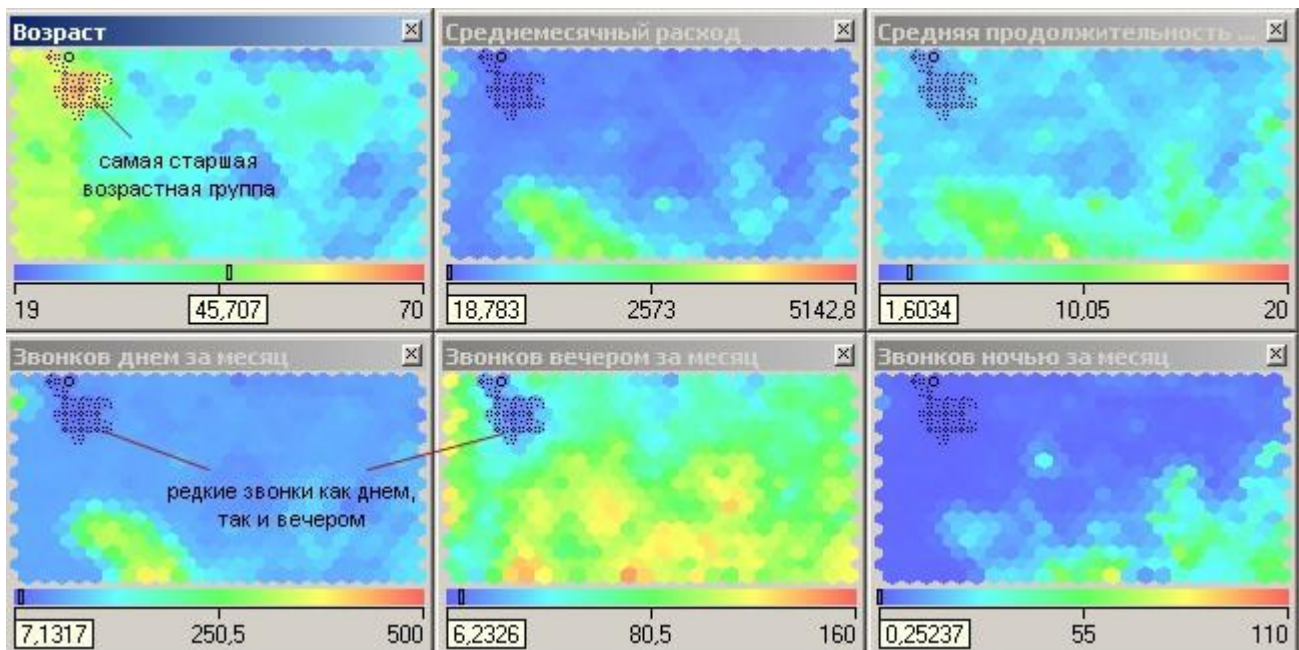 Возраст
Среднемесячный расход
Средняя продолжительность ...
самая старшая
возрастная группа
19 45,707 70
18,783 2573 5142,8
1,6034 10,05 20
Звонков днем за месяц
Звонков вечером за месяц
Звонков ночью за месяц
редкие звонки как днем,
так и вечером
7,1317 250,5 500
6,2326 80,5 160
0,25237 55 110